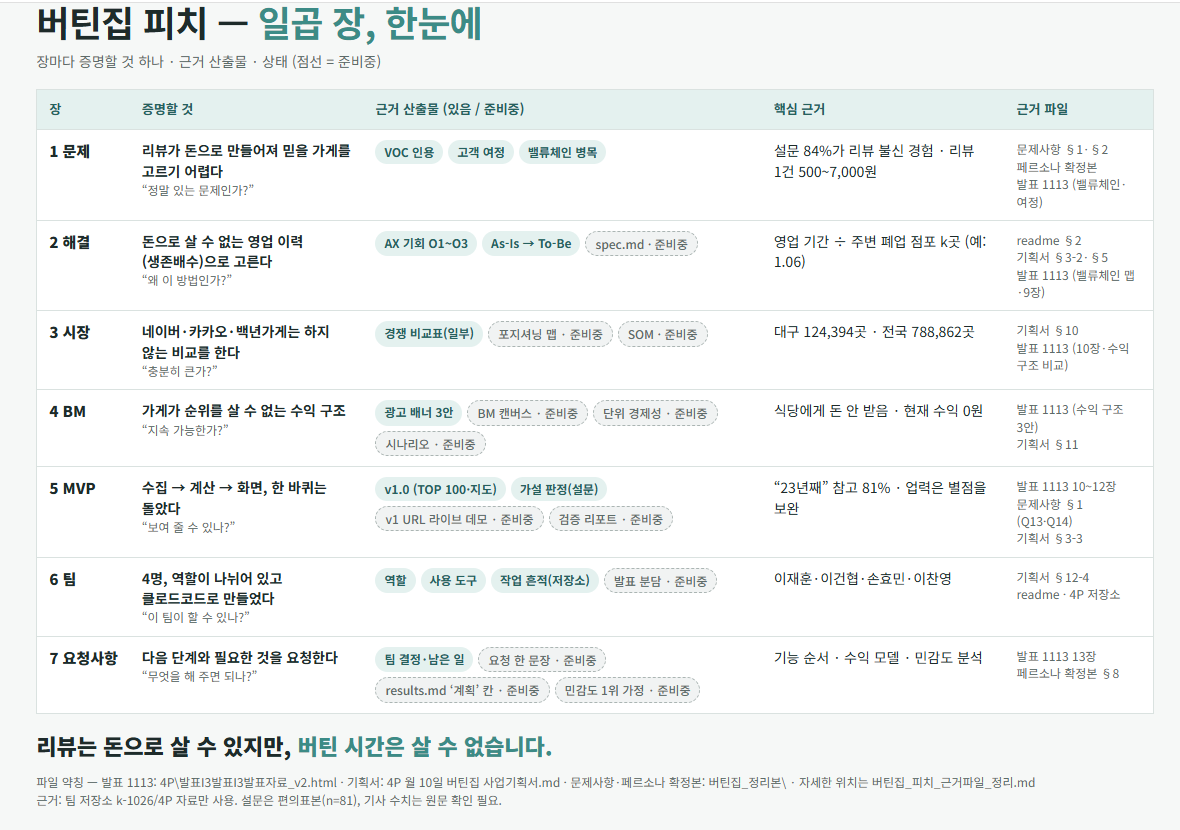 버틴집 피치 — 일곱 장, 한눈에
장마다 증명할 것 하나 · 근거 산출물 · 상태 (점선 = 준비중)
장 증명할 것 근거 산출물 (있음 / 준비중) 핵심 근거 근거 파일
1 문제
리뷰가 돈으로 만들어져 믿을 가게를
고르기 어렵다
“정말 있는 문제인가?”
VOC 인용 고객 여정 밸류체인 병목
설문 84%가 리뷰 불신 경험 · 리뷰
1건 500~7,000원
문제사항 §1·§2
페르소나 확정본
발표 1113 (밸류체인·
여정)
2 해결
돈으로 살 수 없는 영업 이력
(생존배수)으로 고른다
“왜 이 방법인가?”
AX 기회 O1~O3 As-Is → To-Be spec.md · 준비중
영업 기간 ÷ 주변 폐업 점포 k곳 (예:
1.06)
readme §2
기획서 §3-2·§5
발표 1113 (밸류체인 맵
·9장)
3 시장
네이버·카카오·백년가게는 하지
않는 비교를 한다
“충분히 큰가?”
경쟁 비교표(일부) 포지셔닝 맵 · 준비중 SOM · 준비중
대구 124,394곳 · 전국 788,862곳
기획서 §10
발표 1113 (10장·수익
구조 비교)
4 BM
가게가 순위를 살 수 없는 수익 구조
“지속 가능한가?”
광고 배너 3안 BM 캔버스 · 준비중 단위 경제성 · 준비중
시나리오 · 준비중
식당에게 돈 안 받음 · 현재 수익 0원
발표 1113 (수익 구조
3안)
기획서 §11
5 MVP
수집 → 계산 → 화면, 한 바퀴는
돌았다
“보여 줄 수 있나?”
v1.0 (TOP 100·지도) 가설 판정(설문)
v1 URL 라이브 데모 · 준비중 검증 리포트 · 준비중
“23년째” 참고 81% · 업력은 별점을
보완
발표 1113 10~12장
문제사항 §1
(Q13·Q14)
기획서 §3-3
6 팀
4명, 역할이 나뉘어 있고
클로드코드로 만들었다
“이 팀이 할 수 있나?”
역할 사용 도구 작업 흔적(저장소) 발표 분담 · 준비중
이재훈·이건협·손효민·이찬영
기획서 §12-4
readme · 4P 저장소
7 요청사항
다음 단계와 필요한 것을 요청한다
“무엇을 해 주면 되나?”
팀 결정·남은 일 요청 한 문장 · 준비중
results.md ‘계획’ 칸 · 준비중 민감도 1위 가정 · 준비중
기능 순서 · 수익 모델 · 민감도 분석
발표 1113 13장
페르소나 확정본 §8
리뷰는 돈으로 살 수 있지만, 버틴 시간은 살 수 없습니다.
파일 약칭 — 발표 1113: 4P\발표l3발표l3발표자료_v2.html · 기획서: 4P 월 10일 버틴집 사업기획서.md · 문제사항·페르소나 확정본: 버틴집_정리본\ · 자세한 위치는 버틴집_피치_근거파일_정리.md
근거: 팀 저장소 k-1026/4P 자료만 사용. 설문은 편의표본(n=81), 기사 수치는 원문 확인 필요.